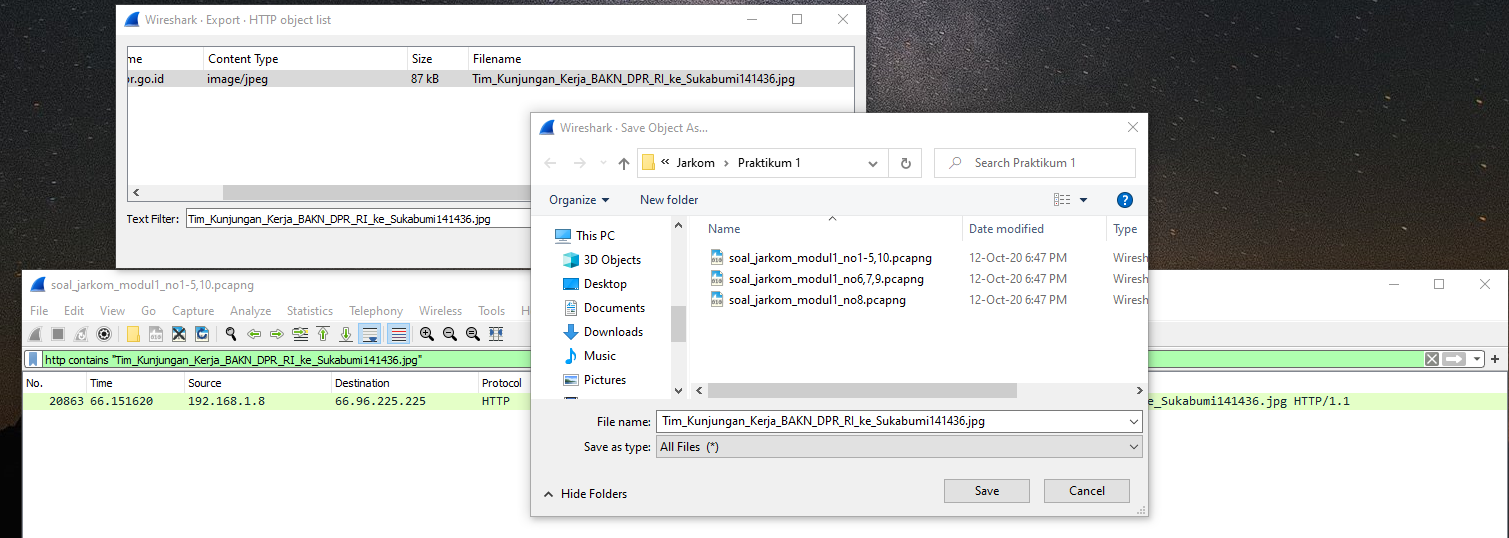 Wireshark · Export · HTTP object list
me Content Type Size Filename
or.go.id image/jpeg 87 kB Tim_Kunjungan_Kerja_BAKN_DPR_RI_ke_Sukabumi141436.jpg
Text Filter: Tim_Kunjungan_Kerja_BAKN_DPR_RI_ke_Sukabumi141436.jpg
Wireshark · Save Object As...
« Jarkom › Praktikum 1 Search Praktikum 1
Organize New folder
This PC
3D Objects
Desktop
Documents
Downloads
Music
Pictures
Name Date modified Type
soal_jarkom_modul1_no1-5,10.pcapng 12-Oct-20 6:47 PM Wiresh
soal_jarkom_modul1_no6,7,9.pcapng 12-Oct-20 6:47 PM Wiresh
soal_jarkom_modul1_no8.pcapng 12-Oct-20 6:47 PM Wiresh
File name: Tim_Kunjungan_Kerja_BAKN_DPR_RI_ke_Sukabumi141436.jpg
Save as type: All Files (*)
Hide Folders Save Cancel
soal_jarkom_modul1_no1-5,10.pcapng
File Edit View Go Capture Analyze Statistics Telephony Wireless Tools H
http contains "Tim_Kunjungan_Kerja_BAKN_DPR_RI_ke_Sukabumi141436.jpg"
No. Time Source Destination Protocol
20863 66.151620 192.168.1.8 66.96.225.225 HTTP e_Sukabumi141436.jpg HTTP/1.1